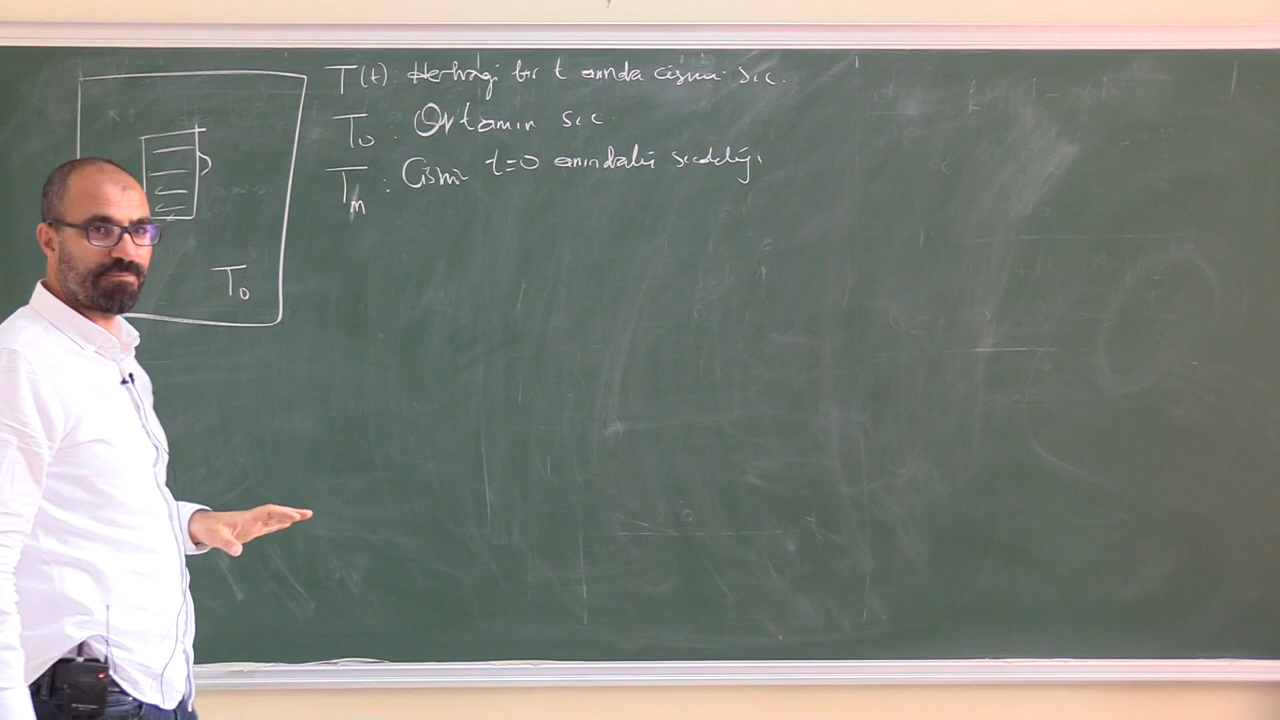 T(t): Herhangi bir t anında cismin sıc.
T₀: Ortamın sıc.
Tₘ: Cismin t=0 anındaki sıcaklığı
T₀